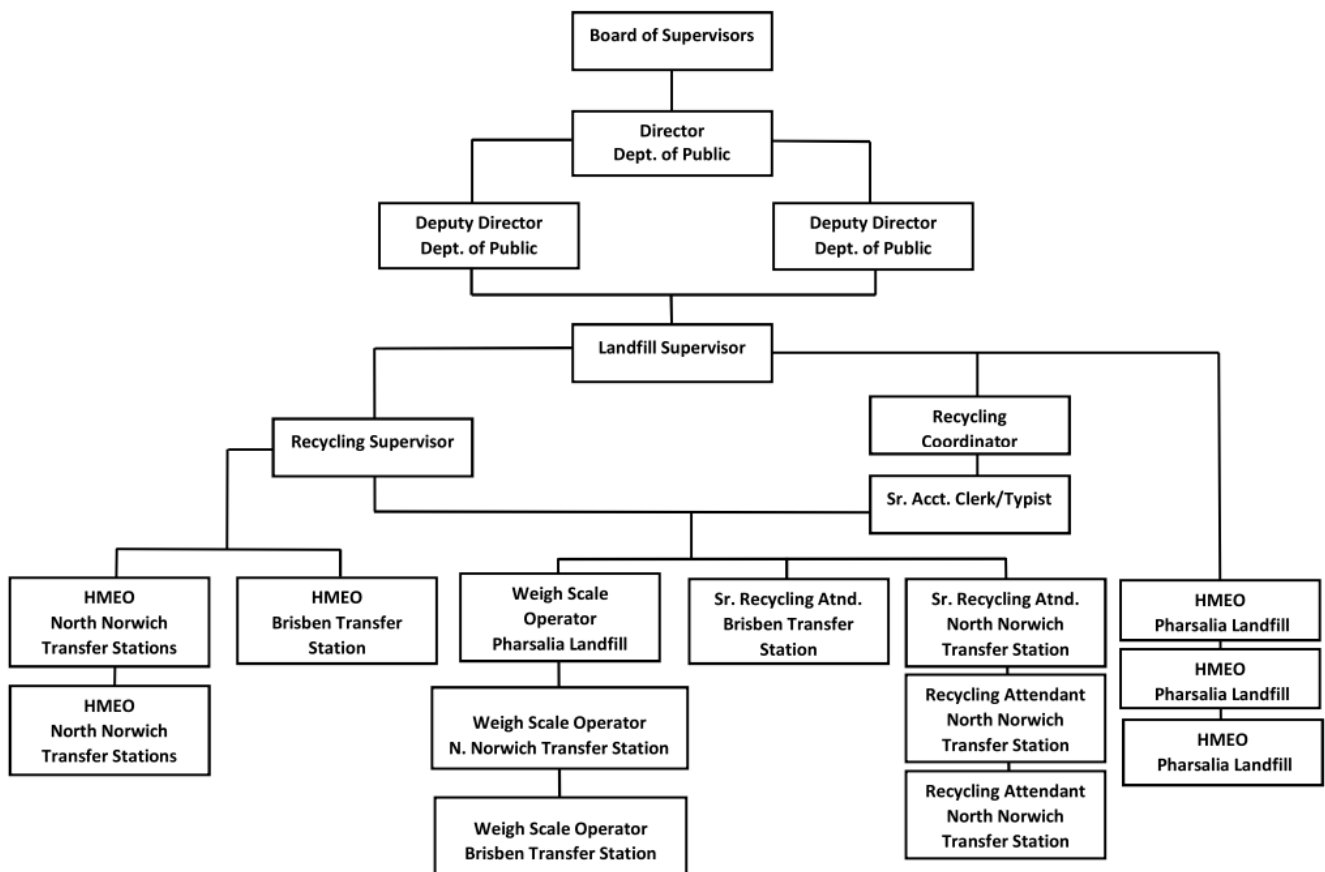 Board of Supervisors
Director
Dept. of Public
Deputy Director
Dept. of Public
Deputy Director
Dept. of Public
Landfill Supervisor
Recycling Supervisor
Recycling
Coordinator
Sr. Acct. Clerk/Typist
HMEO
North Norwich
Transfer Stations
HMEO
North Norwich
Transfer Stations
HMEO
Brisben Transfer
Station
Weigh Scale
Operator
Pharsalia Landfill
Weigh Scale Operator
N. Norwich Transfer Station
Weigh Scale Operator
Brisben Transfer Station
Sr. Recycling Atnd.
Brisben Transfer
Station
Sr. Recycling Atnd.
North Norwich
Transfer Station
Recycling Attendant
North Norwich
Transfer Station
Recycling Attendant
North Norwich
Transfer Station
HMEO
Pharsalia Landfill
HMEO
Pharsalia Landfill
HMEO
Pharsalia Landfill